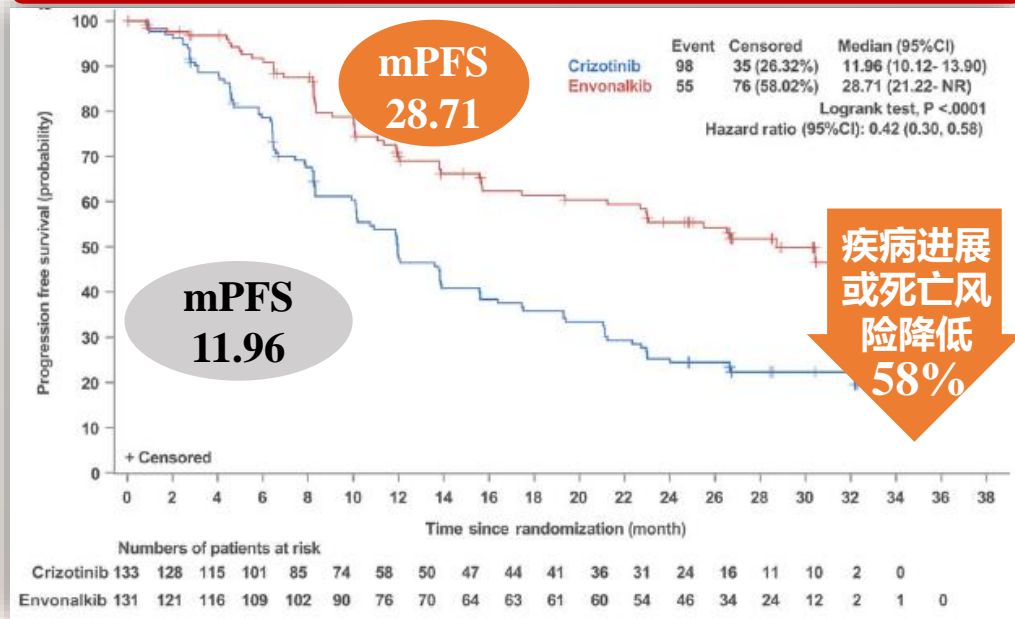 Event Censored Median (95%CI)
Crizotinib 98 35 (26.32%) 11.96 (10.12- 13.90)
Envonalkib 55 76 (58.02%) 28.71 (21.22- NR)
Logrank test, P <.0001
Hazard ratio (95%CI): 0.42 (0.30, 0.58)
mPFS
28.71
mPFS
11.96
疾病进展
或死亡风
险降低
58%
Progression free survival (probability)
100
90
80
70
60
50
40
30
20
10
0
+ Censored
0 2 4 6 8 10 12 14 16 18 20 22 24 26 28 30 32 34 36 38
Time since randomization (month)
Numbers of patients at risk
Crizotinib 133 128 115 101 85 74 58 50 47 44 41 36 31 24 16 11 10 2 0
Envonalkib 131 121 116 109 102 90 76 70 64 63 61 60 54 46 34 24 12 2 1 0